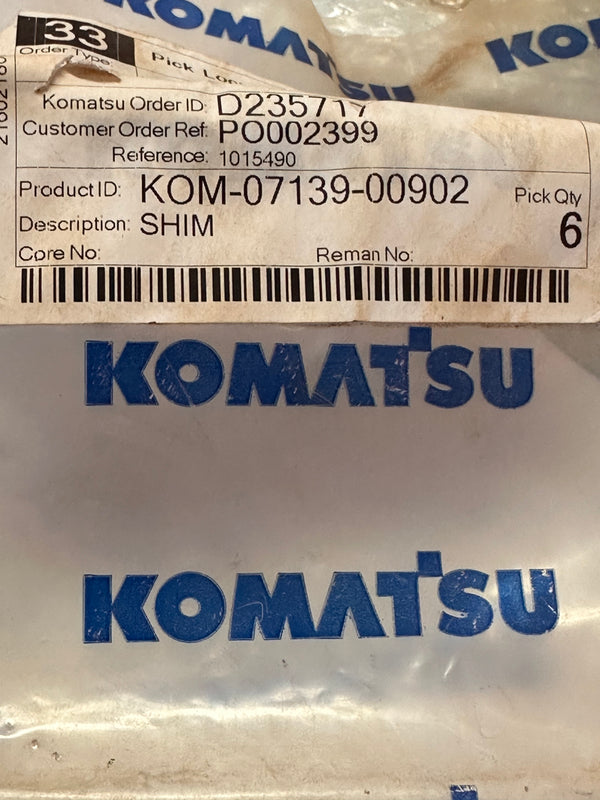 KOMATSU
KO
33
Order Type:
Pick Loc
Komatsu Order ID: D235717
Customer Order Ref: PO002399
Reference: 1015490
Product ID: KOM-07139-00902
Pick Qty
Description: SHIM
6
Core No:
Reman No:
KOMATSU
KOMATSU